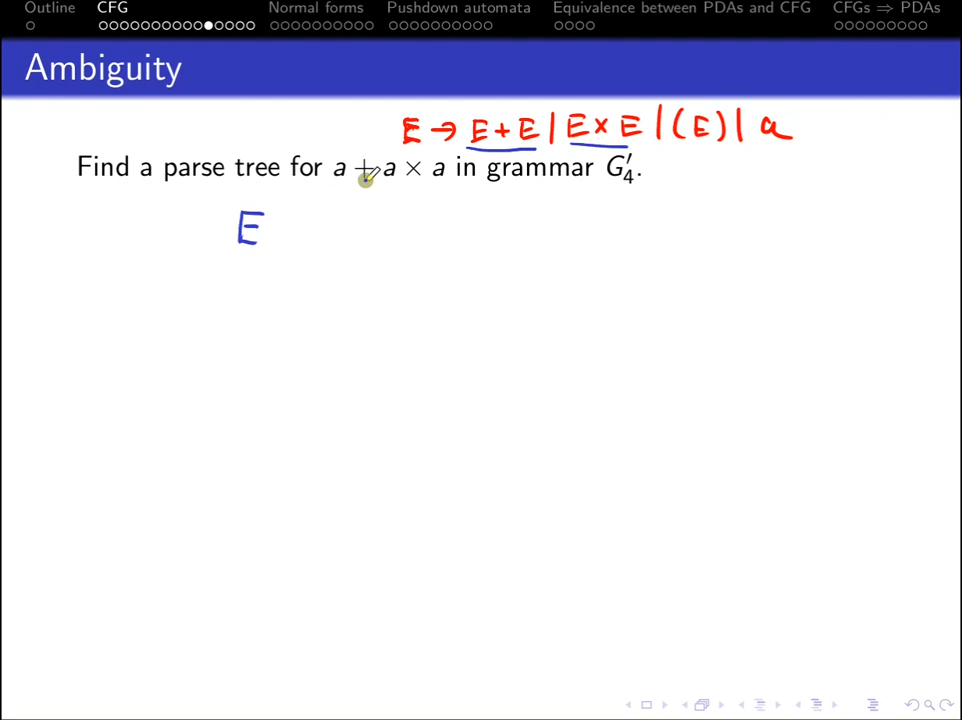 Outline CFG Normal forms Pushdown automata Equivalence between PDAs and CFG CFGs ⇒ PDAs
Ambiguity
E → E + E | E × E | (E) | a
Find a parse tree for a + a × a in grammar G′₄.
E